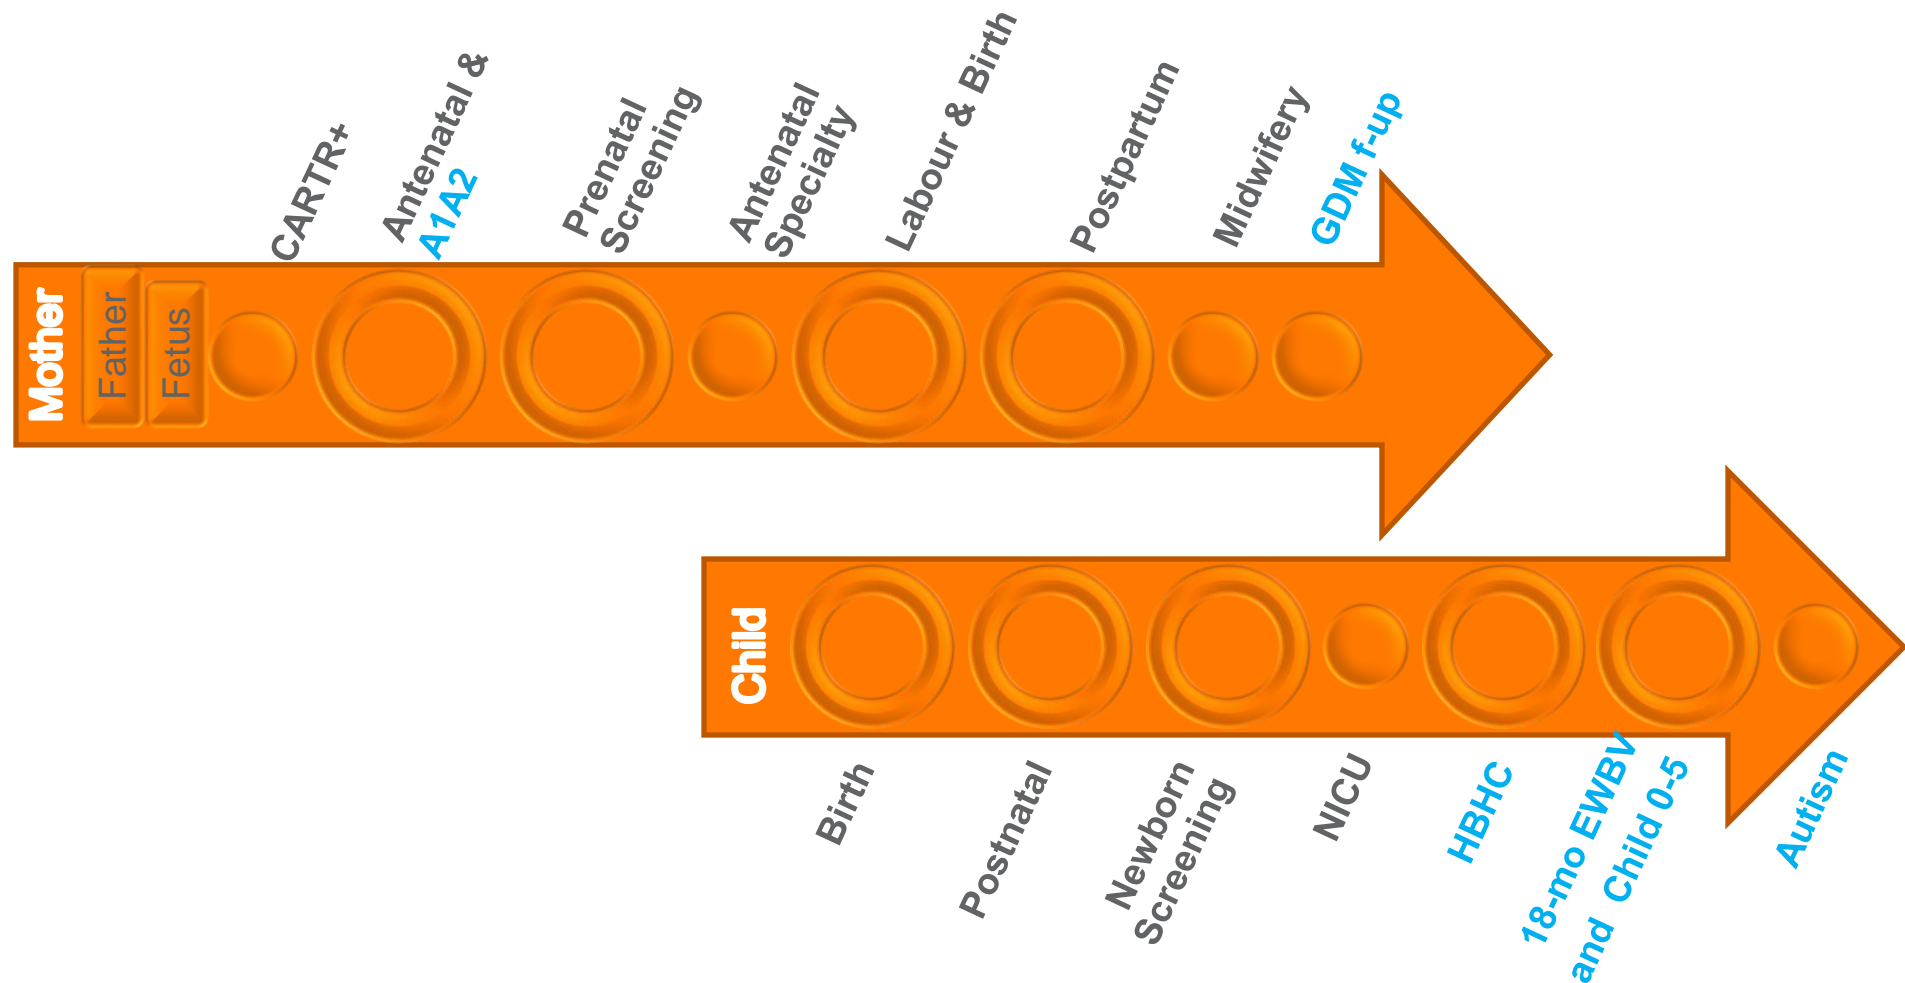 CARTR+
Antenatal &
A1A2
Prenatal
Screening
Antenatal
Specialty
Labour & Birth
Postpartum
Midwifery
GDM f-up
Mother
Father
Fetus
Child
Birth
Postnatal
Newborn
Screening
NICU
HBHC
18-mo EWBV
and Child 0-5
Autism